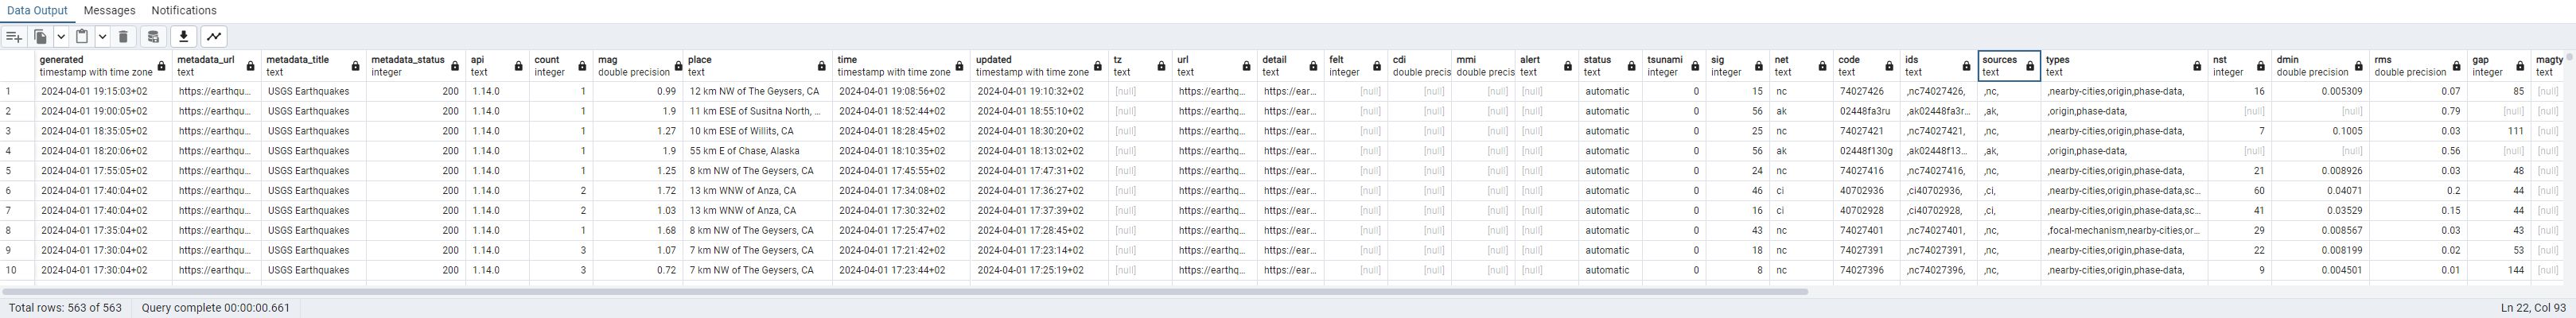 Data Output Messages Notifications
generated metadata_url metadata_title metadata_status api count mag place time updated tz url detail felt cdi mmi alert status tsunami sig net code ids sources types nst dmin rms gap magty
timestamp with time zone text text integer text integer double precision text timestamp with time zone timestamp with time zone text text text integer double precis double precis text text integer integer text text text text text integer double precision double precision integer text
1 2024-04-01 19:15:03+02 https://earthqu... USGS Earthquakes 200 1.14.0 1 0.99 12 km NW of The Geysers, CA 2024-04-01 19:08:56+02 2024-04-01 19:10:32+02 [null] https://earthq... https://ear... [null] [null] [null] [null] automatic 0 15 nc 74027426 ,nc74027426, ,nc, ,nearby-cities,origin,phase-data, 16 0.005309 0.07 85 [null]
2 2024-04-01 19:00:05+02 https://earthqu... USGS Earthquakes 200 1.14.0 1 1.9 11 km ESE of Susitna North, ... 2024-04-01 18:52:44+02 2024-04-01 18:55:10+02 [null] https://earthq... https://ear... [null] [null] [null] [null] automatic 0 56 ak 02448fa3ru ,ak02448fa3r... ,ak, ,origin,phase-data, [null] [null] 0.79 [null] [null]
3 2024-04-01 18:35:05+02 https://earthqu... USGS Earthquakes 200 1.14.0 1 1.27 10 km ESE of Willits, CA 2024-04-01 18:28:45+02 2024-04-01 18:30:20+02 [null] https://earthq... https://ear... [null] [null] [null] [null] automatic 0 25 nc 74027421 ,nc74027421, ,nc, ,nearby-cities,origin,phase-data, 7 0.1005 0.03 111 [null]
4 2024-04-01 18:20:06+02 https://earthqu... USGS Earthquakes 200 1.14.0 1 1.9 55 km E of Chase, Alaska 2024-04-01 18:10:35+02 2024-04-01 18:13:02+02 [null] https://earthq... https://ear... [null] [null] [null] [null] automatic 0 56 ak 02448f130g ,ak02448f13... ,ak, ,origin,phase-data, [null] [null] 0.56 [null] [null]
5 2024-04-01 17:55:05+02 https://earthqu... USGS Earthquakes 200 1.14.0 1 1.25 8 km NW of The Geysers, CA 2024-04-01 17:45:55+02 2024-04-01 17:47:31+02 [null] https://earthq... https://ear... [null] [null] [null] [null] automatic 0 24 nc 74027416 ,nc74027416, ,nc, ,nearby-cities,origin,phase-data, 21 0.008926 0.03 48 [null]
6 2024-04-01 17:40:04+02 https://earthqu... USGS Earthquakes 200 1.14.0 2 1.72 13 km WNW of Anza, CA 2024-04-01 17:34:08+02 2024-04-01 17:36:27+02 [null] https://earthq... https://ear... [null] [null] [null] [null] automatic 0 46 ci 40702936 ,ci40702936, ,ci, ,nearby-cities,origin,phase-data,sc... 60 0.04071 0.2 44 [null]
7 2024-04-01 17:40:04+02 https://earthqu... USGS Earthquakes 200 1.14.0 2 1.03 13 km WNW of Anza, CA 2024-04-01 17:30:32+02 2024-04-01 17:37:39+02 [null] https://earthq... https://ear... [null] [null] [null] [null] automatic 0 16 ci 40702928 ,ci40702928, ,ci, ,nearby-cities,origin,phase-data,sc... 41 0.03529 0.15 44 [null]
8 2024-04-01 17:35:04+02 https://earthqu... USGS Earthquakes 200 1.14.0 1 1.68 8 km NW of The Geysers, CA 2024-04-01 17:25:47+02 2024-04-01 17:28:45+02 [null] https://earthq... https://ear... [null] [null] [null] [null] automatic 0 43 nc 74027401 ,nc74027401, ,nc, ,focal-mechanism,nearby-cities,or... 29 0.008567 0.03 43 [null]
9 2024-04-01 17:30:04+02 https://earthqu... USGS Earthquakes 200 1.14.0 3 1.07 7 km NW of The Geysers, CA 2024-04-01 17:21:42+02 2024-04-01 17:23:14+02 [null] https://earthq... https://ear... [null] [null] [null] [null] automatic 0 18 nc 74027391 ,nc74027391, ,nc, ,nearby-cities,origin,phase-data, 22 0.008199 0.02 53 [null]
10 2024-04-01 17:30:04+02 https://earthqu... USGS Earthquakes 200 1.14.0 3 0.72 7 km NW of The Geysers, CA 2024-04-01 17:23:44+02 2024-04-01 17:25:19+02 [null] https://earthq... https://ear... [null] [null] [null] [null] automatic 0 8 nc 74027396 ,nc74027396, ,nc, ,nearby-cities,origin,phase-data, 9 0.004501 0.01 144 [null]
Total rows: 563 of 563 Query complete 00:00:00.661 Ln 22, Col 93